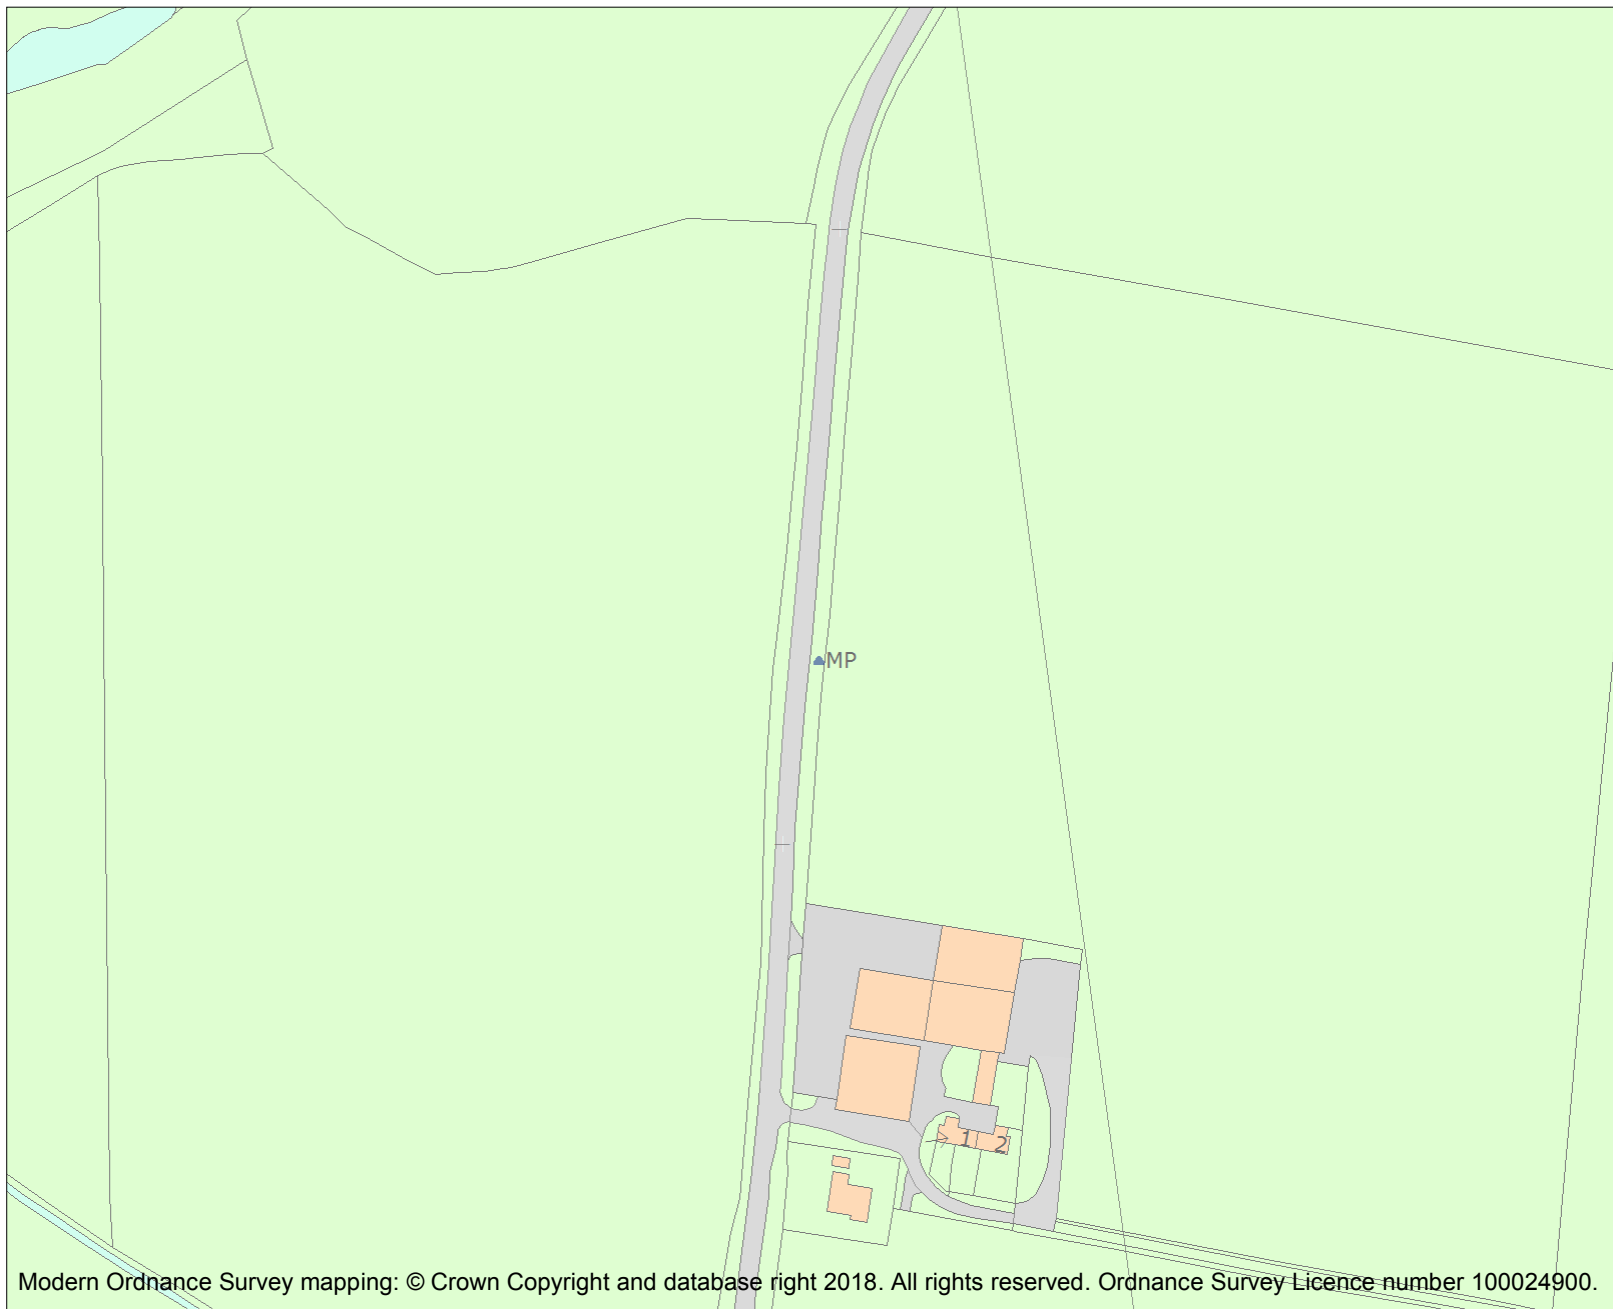 MP
1
2
Modern Ordnance Survey mapping: © Crown Copyright and database right 2018. All rights reserved. Ordnance Survey Licence number 100024900.